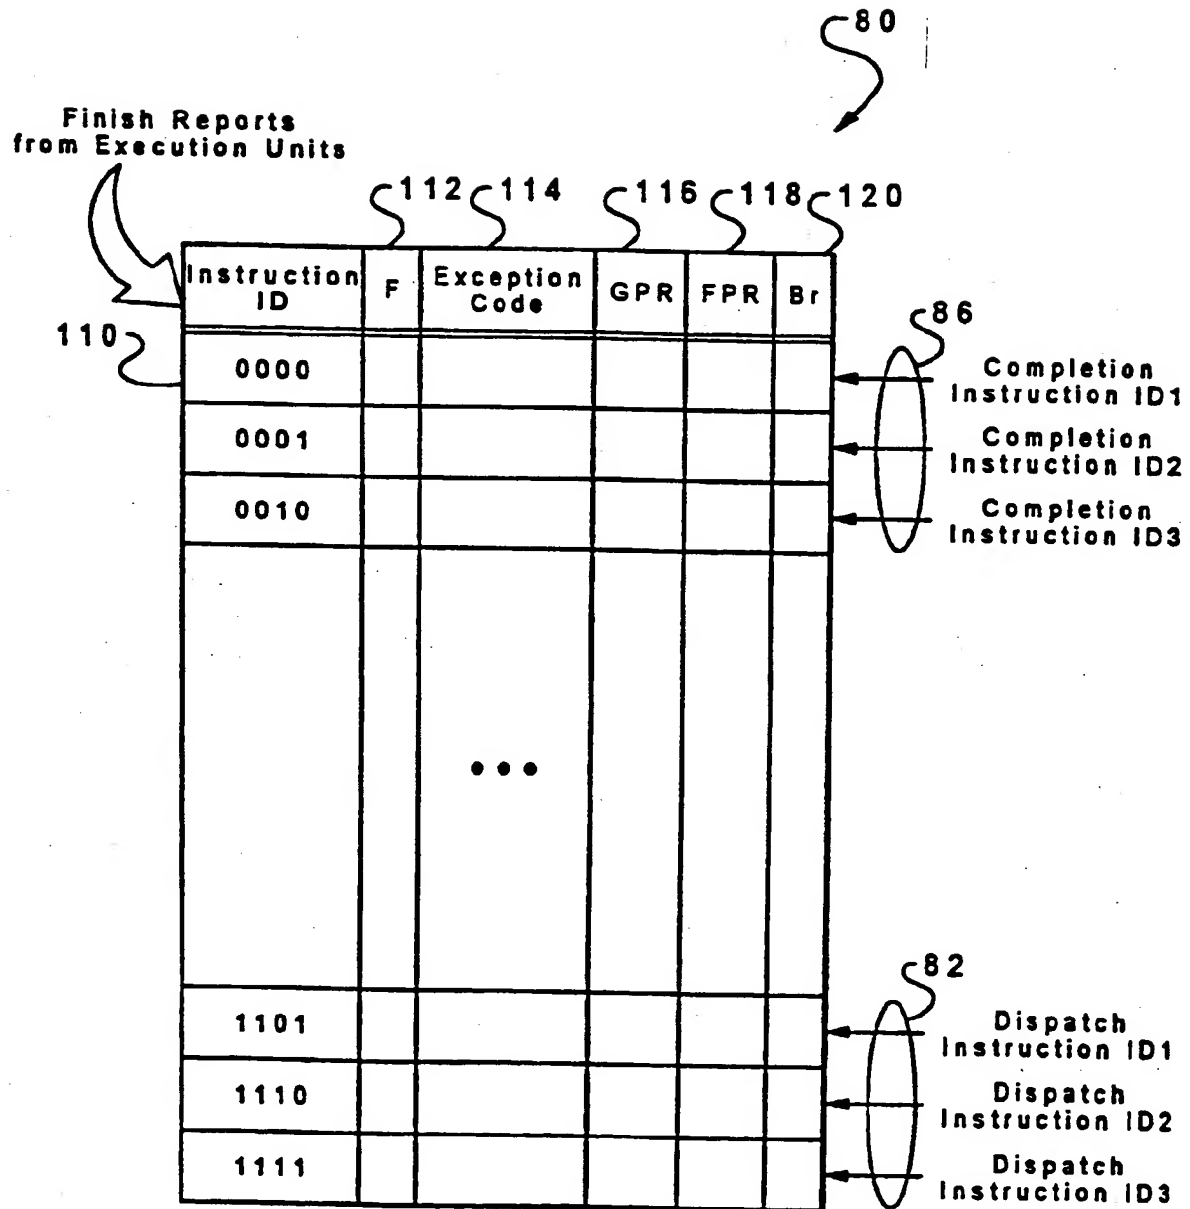 80
Finish Reports
from Execution Units
112 114 116 118 120
Instruction ID F Exception Code GPR FPR Br
86
110
0000
Completion
Instruction ID1
0001
Completion
Instruction ID2
0010
Completion
Instruction ID3
•••
82
1101
Dispatch
Instruction ID1
1110
Dispatch
Instruction ID2
1111
Dispatch
Instruction ID3